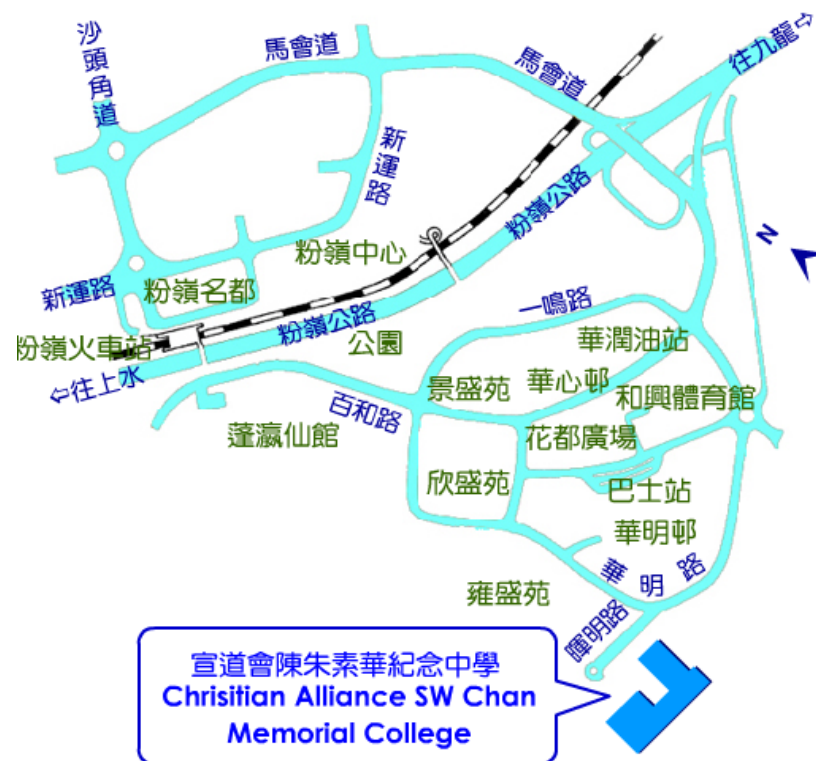 沙頭角道
馬會道
馬會道
往九龍
新運路
粉嶺公路
N
粉嶺中心
新運路
粉嶺名都
一鳴路
粉嶺公路
公園
華潤油站
粉嶺火車站
往上水
景盛苑
華心邨
和興體育館
百和路
蓬瀛仙館
花都廣場
欣盛苑
巴士站
華明邨
華明路
雍盛苑
暉明路
宣道會陳朱素華紀念中學
Chrisitian Alliance SW Chan
Memorial College